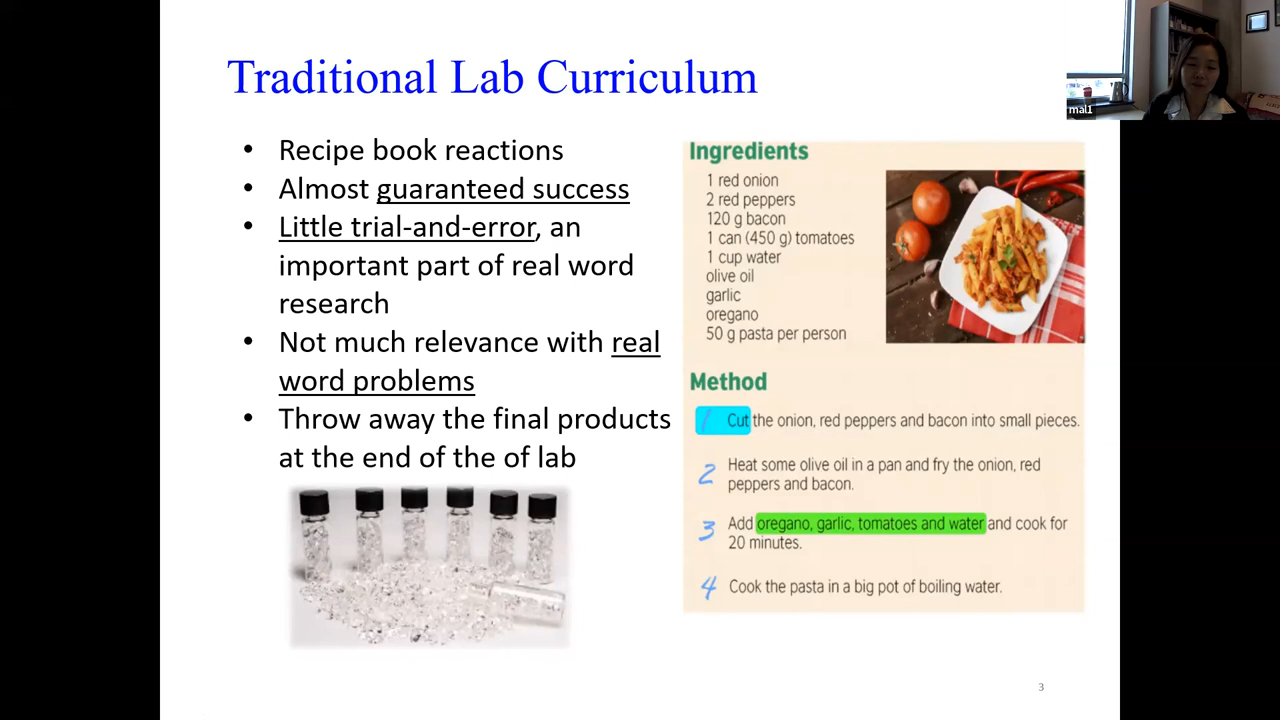 Traditional Lab Curriculum
mal1
• Recipe book reactions
• Almost guaranteed success
• Little trial-and-error, an
important part of real word
research
• Not much relevance with real
word problems
• Throw away the final products
at the end of the of lab
Ingredients
1 red onion
2 red peppers
120 g bacon
1 can (450 g) tomatoes
1 cup water
olive oil
garlic
oregano
50 g pasta per person
Method
1 Cut the onion, red peppers and bacon into small pieces.
2 Heat some olive oil in a pan and fry the onion, red
peppers and bacon.
3 Add oregano, garlic, tomatoes and water and cook for
20 minutes.
4 Cook the pasta in a big pot of boiling water.
3